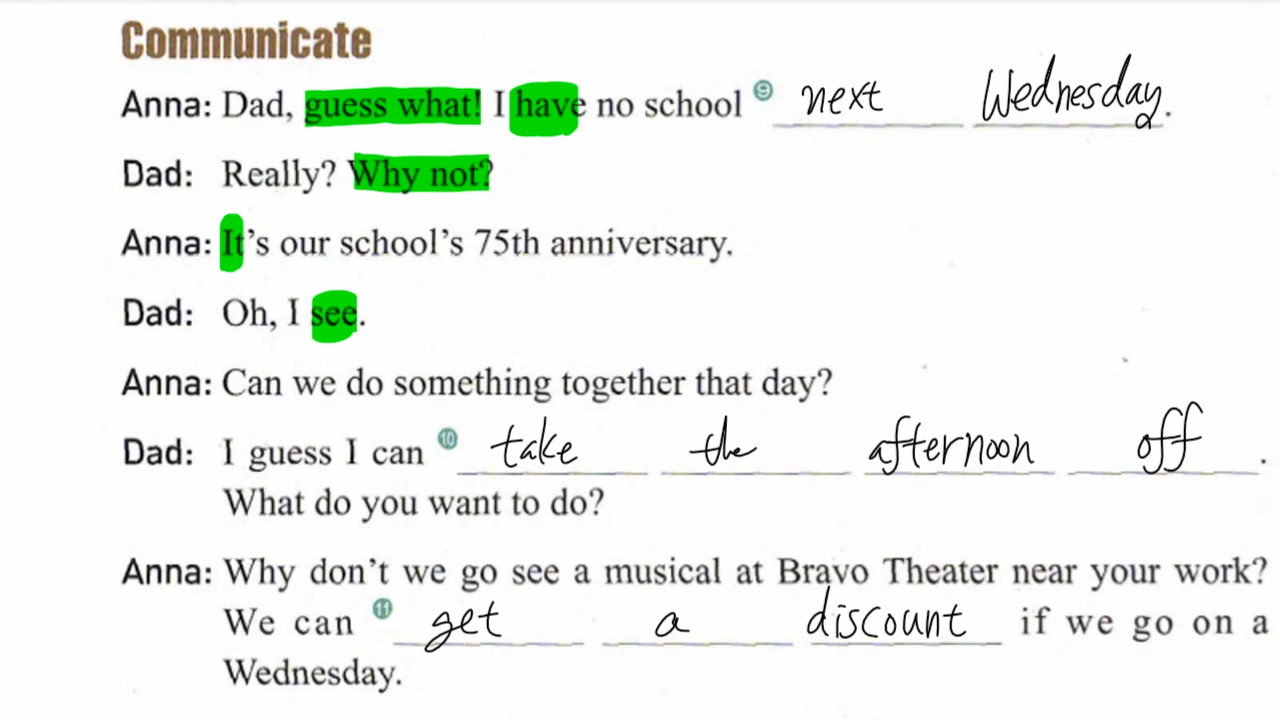 Communicate
Anna: Dad, guess what! I have no school ⑨ next Wednesday.
Dad: Really? Why not?
Anna: It's our school's 75th anniversary.
Dad: Oh, I see.
Anna: Can we do something together that day?
Dad: I guess I can ⑩ take the afternoon off.
What do you want to do?
Anna: Why don't we go see a musical at Bravo Theater near your work?
We can ⑪ get a discount if we go on a
Wednesday.